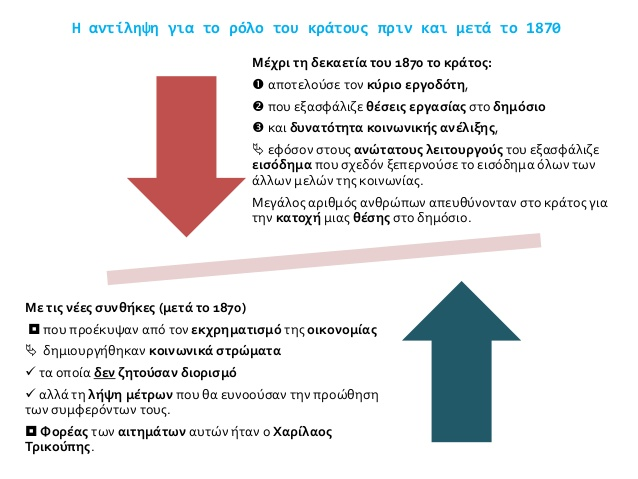 Η αντίληψη για το ρόλο του κράτους πριν και μετά το 1870
Μέχρι τη δεκαετία του 1870 το κράτος:
❶ αποτελούσε τον κύριο εργοδότη,
❷ που εξασφάλιζε θέσεις εργασίας στο δημόσιο
❸ και δυνατότητα κοινωνικής ανέλιξης,
⮱ εφόσον στους ανώτατους λειτουργούς του εξασφάλιζε
εισόδημα που σχεδόν ξεπερνούσε το εισόδημα όλων των
άλλων μελών της κοινωνίας.
Μεγάλος αριθμός ανθρώπων απευθύνονταν στο κράτος για
την κατοχή μιας θέσης στο δημόσιο.
Με τις νέες συνθήκες (μετά το 1870)
◘ που προέκυψαν από τον εκχρηματισμό της οικονομίας
⮱ δημιουργήθηκαν κοινωνικά στρώματα
✓ τα οποία δεν ζητούσαν διορισμό
✓ αλλά τη λήψη μέτρων που θα ευνοούσαν την προώθηση
των συμφερόντων τους.
◘ Φορέας των αιτημάτων αυτών ήταν ο Χαρίλαος
Τρικούπης.